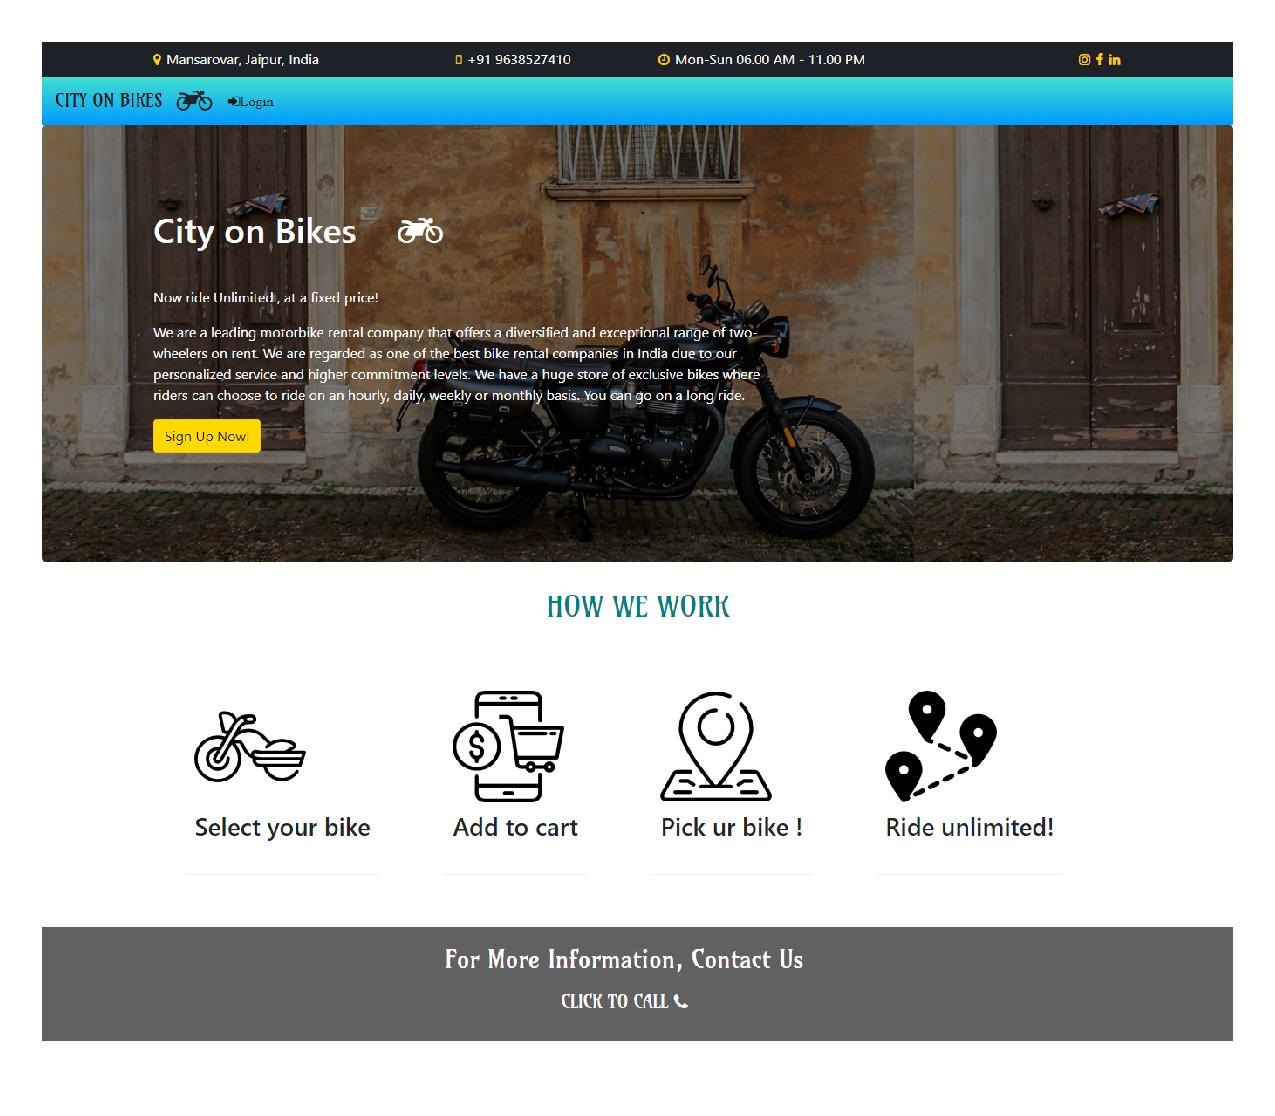 Mansarovar, Jaipur, India +91 9638527410 Mon-Sun 06.00 AM - 11.00 PM
CITY ON BIKES Login
City on Bikes
Now ride Unlimited , at a fixed price!
We are a leading motorbike rental company that offers a diversified and exceptional range of two-
wheelers on rent. We are regarded as one of the best bike rental companies in India due to our
personalized service and higher commitment levels. We have a huge store of exclusive bikes where
riders can choose to ride on an hourly, daily, weekly or monthly basis. You can go on a long ride.
Sign Up Now!
HOW WE WORK
Select your bike Add to cart Pick ur bike ! Ride unlimited!
For More Information, Contact Us
CLICK TO CALL